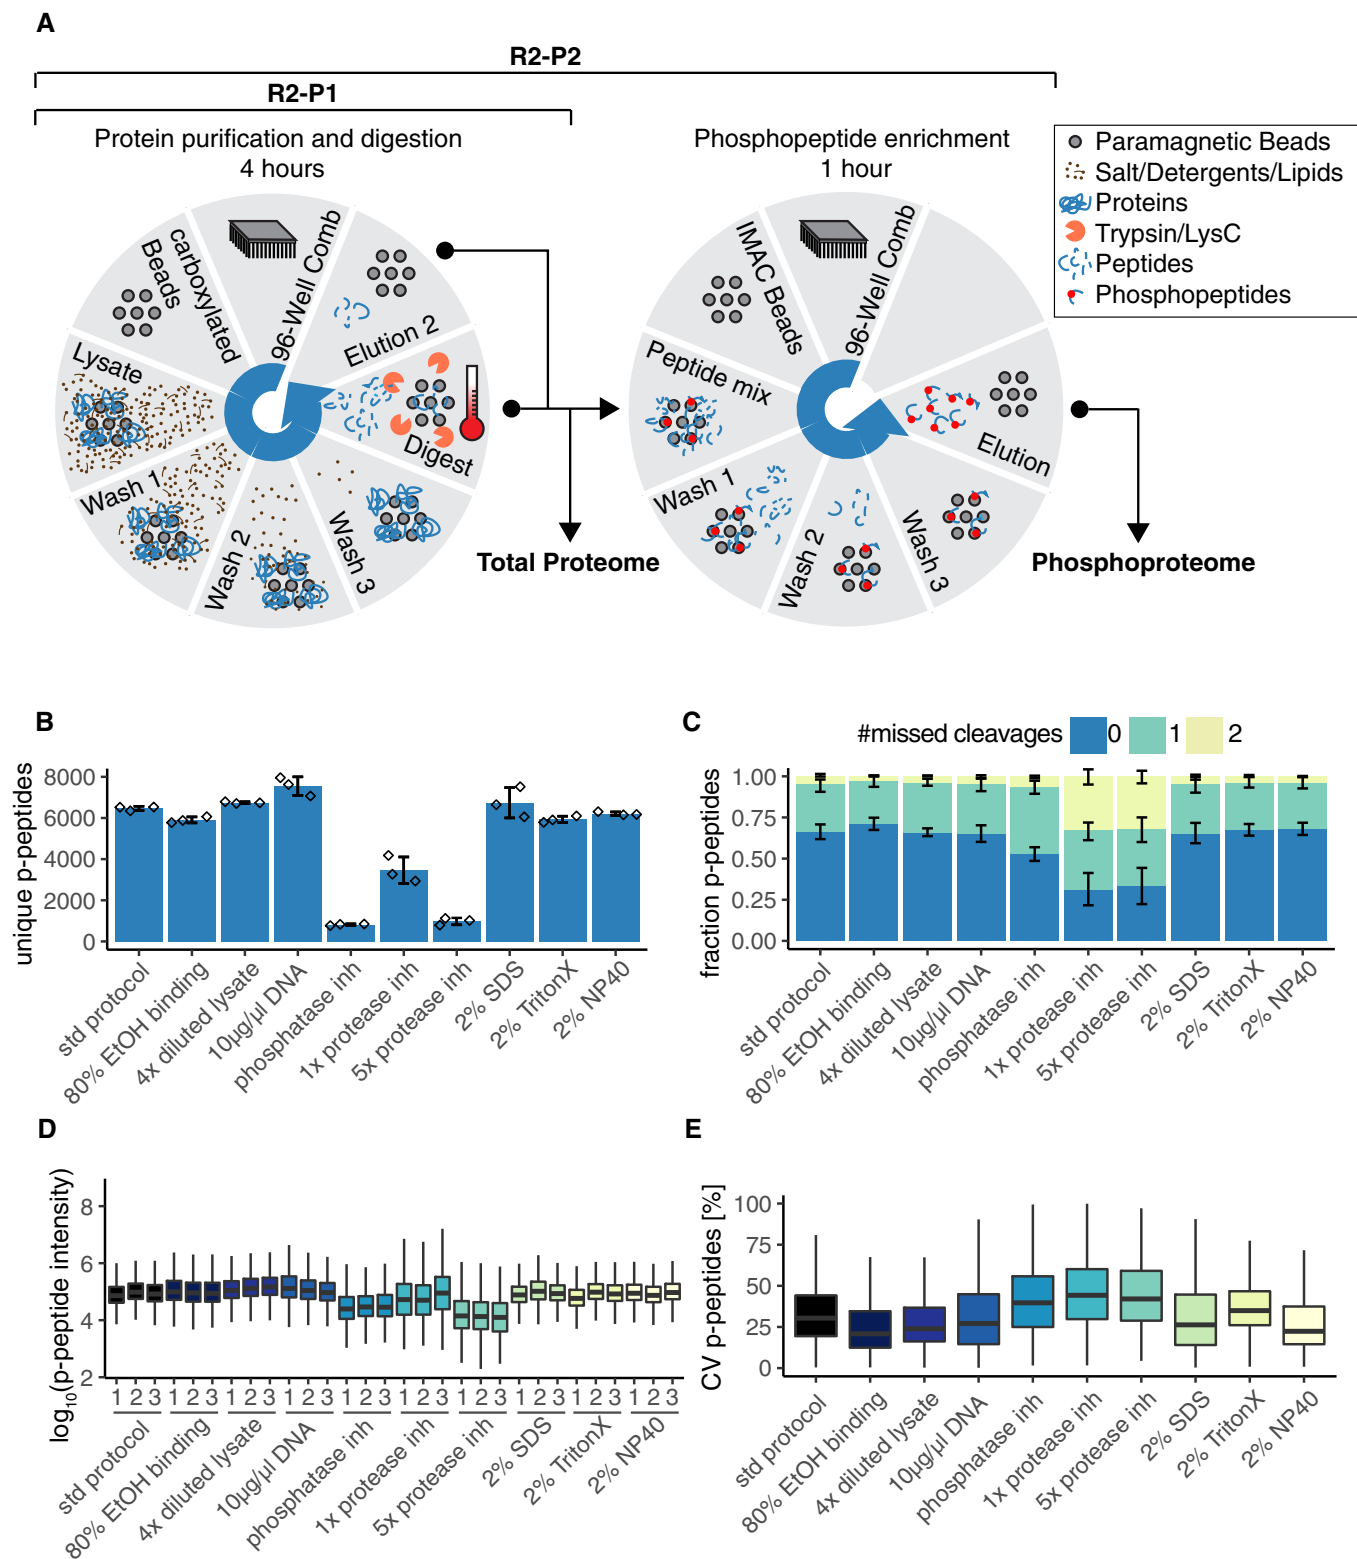 A
R2-P2
R2-P1
Protein purification and digestion
4 hours
Phosphopeptide enrichment
1 hour
Paramagnetic Beads
Salt/Detergents/Lipids
Proteins
Trypsin/LysC
Peptides
Phosphopeptides
carboxylated
Beads
96-Well Comb
Elution 2
Lysate
Digest
Wash 1
Wash 2
Wash 3
Total Proteome
IMAC Beads
96-Well Comb
Peptide mix
Elution
Wash 1
Wash 2
Wash 3
Phosphoproteome
B
unique p-peptides
8000
6000
4000
2000
0
std protocol
80% EtOH binding
4x diluted lysate
10µg/µl DNA
phosphatase inh
1x protease inh
5x protease inh
2% SDS
2% TritonX
2% NP40
C
#missed cleavages 0 1 2
fraction p-peptides
1.00
0.75
0.50
0.25
0.00
std protocol
80% EtOH binding
4x diluted lysate
10µg/µl DNA
phosphatase inh
1x protease inh
5x protease inh
2% SDS
2% TritonX
2% NP40
D
log10(p-peptide intensity)
8
6
4
2
1 2 3 1 2 3 1 2 3 1 2 3 1 2 3 1 2 3 1 2 3 1 2 3 1 2 3 1 2 3
std protocol
80% EtOH binding
4x diluted lysate
10µg/µl DNA
phosphatase inh
1x protease inh
5x protease inh
2% SDS
2% TritonX
2% NP40
E
CV p-peptides [%]
100
75
50
25
0
std protocol
80% EtOH binding
4x diluted lysate
10µg/µl DNA
phosphatase inh
1x protease inh
5x protease inh
2% SDS
2% TritonX
2% NP40